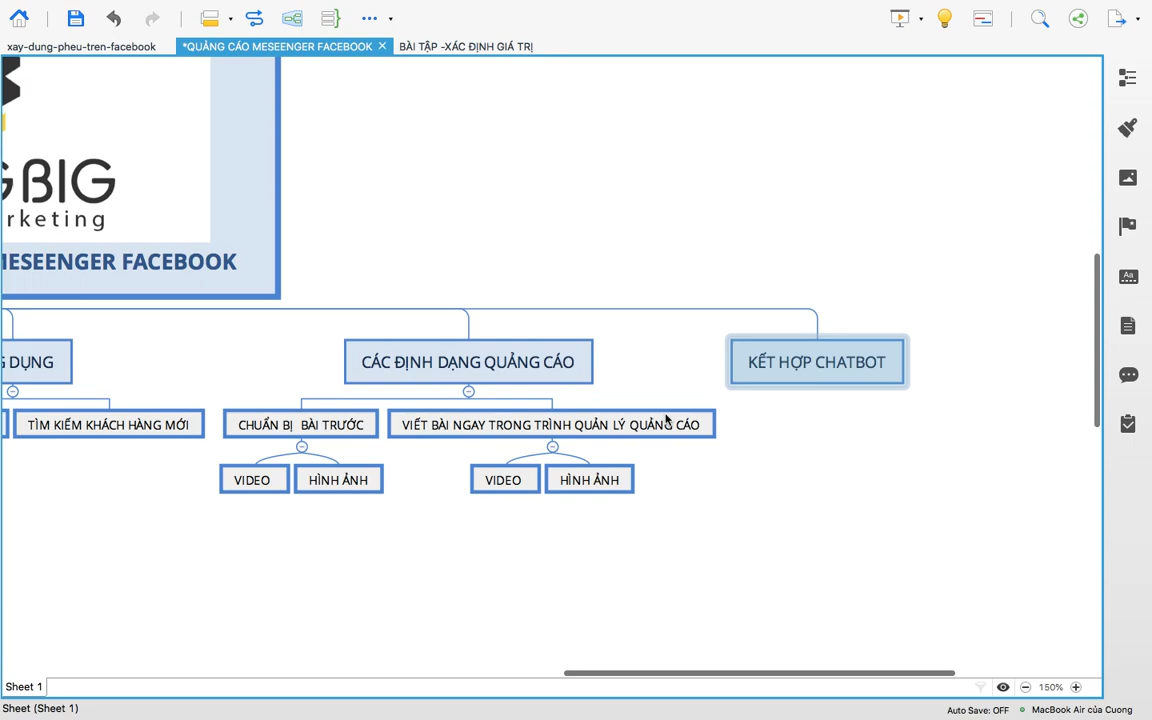 xay-dung-pheu-tren-facebook
*QUẢNG CÁO MESEENGER FACEBOOK
BÀI TẬP -XÁC ĐỊNH GIÁ TRỊ
BIG
rketing
MESEENGER FACEBOOK
DỤNG
CÁC ĐỊNH DẠNG QUẢNG CÁO
KẾT HỢP CHATBOT
TÌM KIẾM KHÁCH HÀNG MỚI
CHUẨN BỊ BÀI TRƯỚC
VIẾT BÀI NGAY TRONG TRÌNH QUẢN LÝ QUẢNG CÁO
VIDEO
HÌNH ẢNH
VIDEO
HÌNH ẢNH
Aa
Sheet 1
150%
Sheet (Sheet 1)
Auto Save: OFF
MacBook Air của Cuong